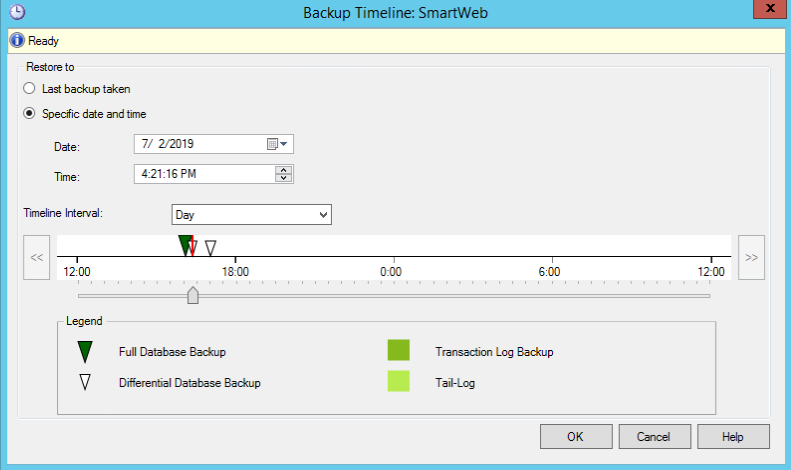 Backup Timeline: SmartWeb
x
Ready
Restore to
Last backup taken
Specific date and time
Date: 7/ 2/2019
Time: 4:21:16 PM
Timeline Interval: Day
<< >>
12:00 18:00 0:00 6:00 12:00
Legend
Full Database Backup Transaction Log Backup
Differential Database Backup Tail-Log
OK Cancel Help